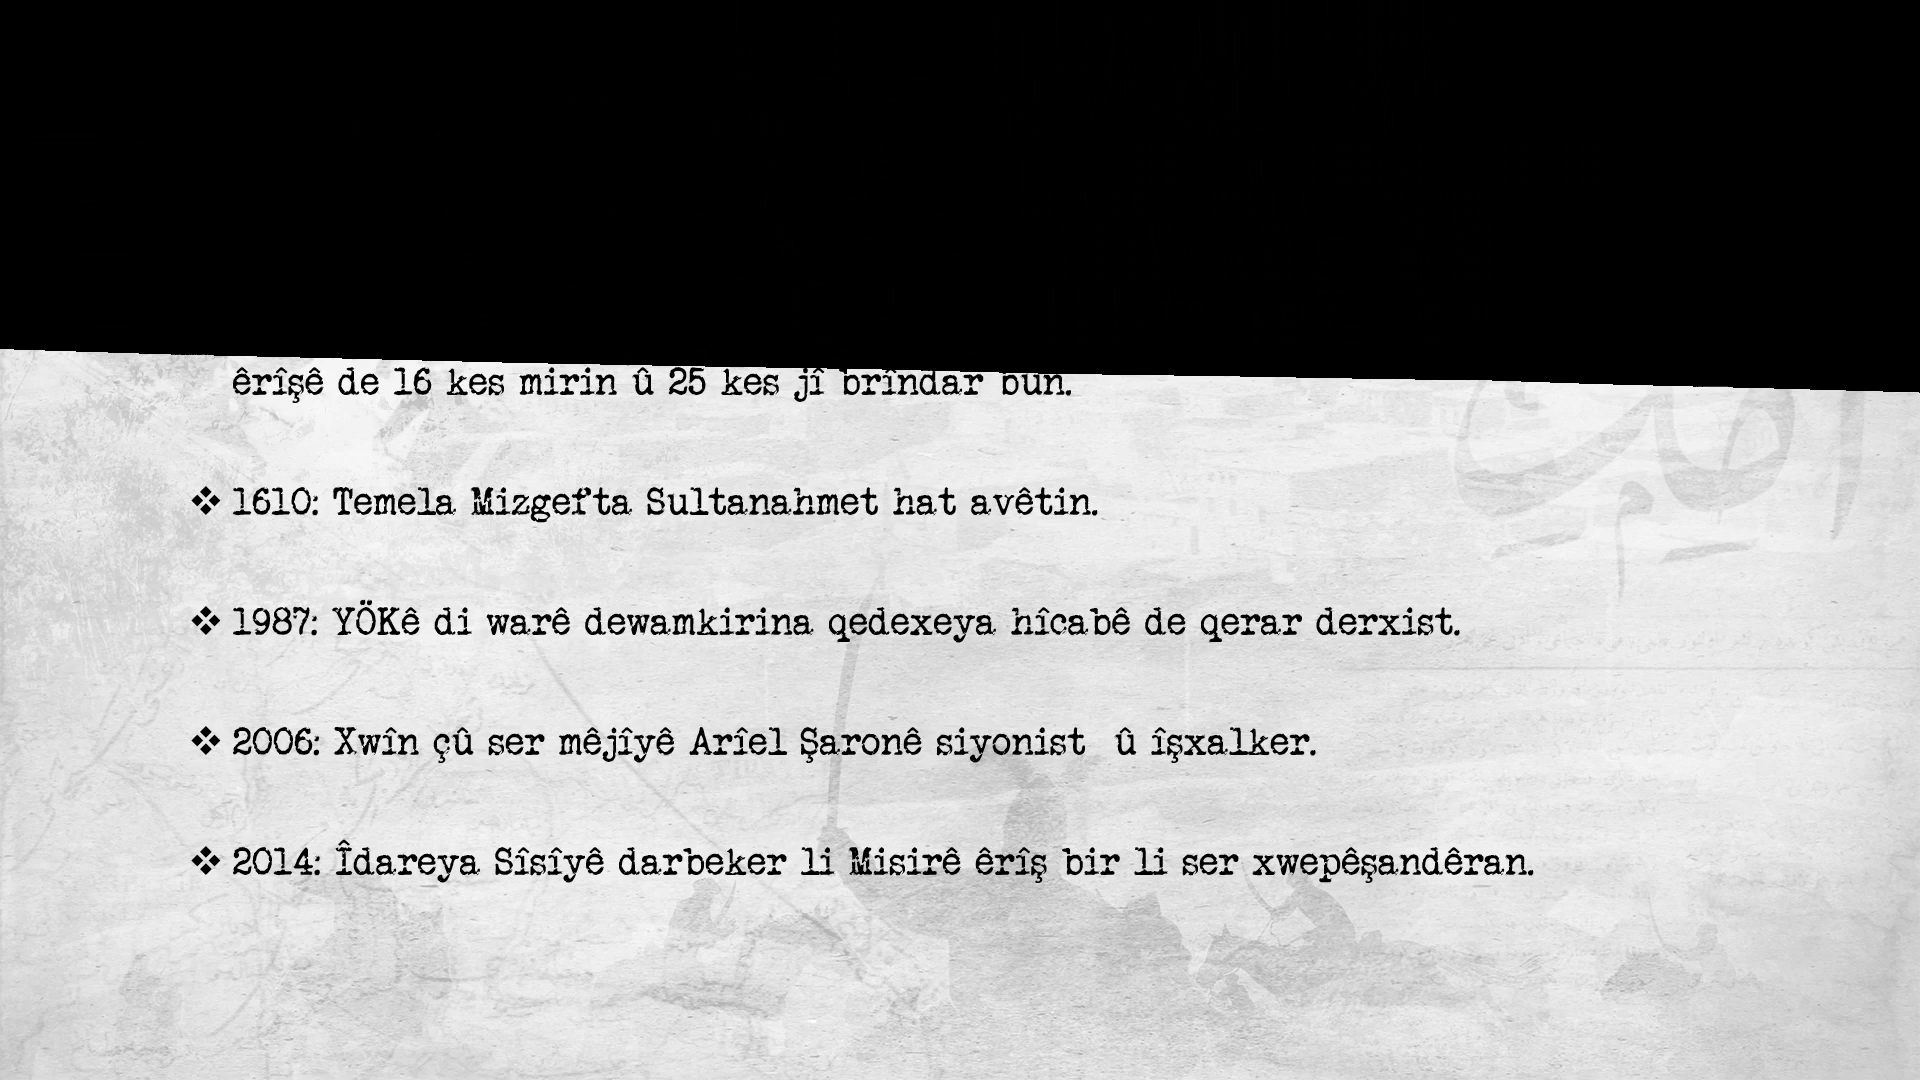 êrîşê de 16 kes mirin û 25 kes jî brîndar bun.
❖ 1610: Temela Mizgefta Sultanahmet hat avêtin.
❖ 1987: YÖKê di warê dewamkirina qedexeya hîcabê de qerar derxist.
❖ 2006: Xwîn çû ser mêjîyê Arîel Şaronê siyonist  û îşxalker.
❖ 2014: Îdareya Sîsîyê darbeker li Misirê êrîş bir li ser xwepêşandêran.